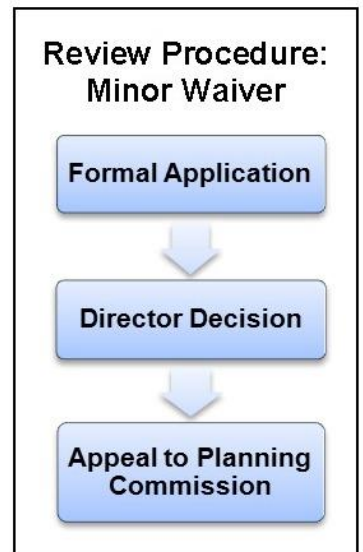 Review Procedure:
Minor Waiver
Formal Application
Director Decision
Appeal to Planning
Commission